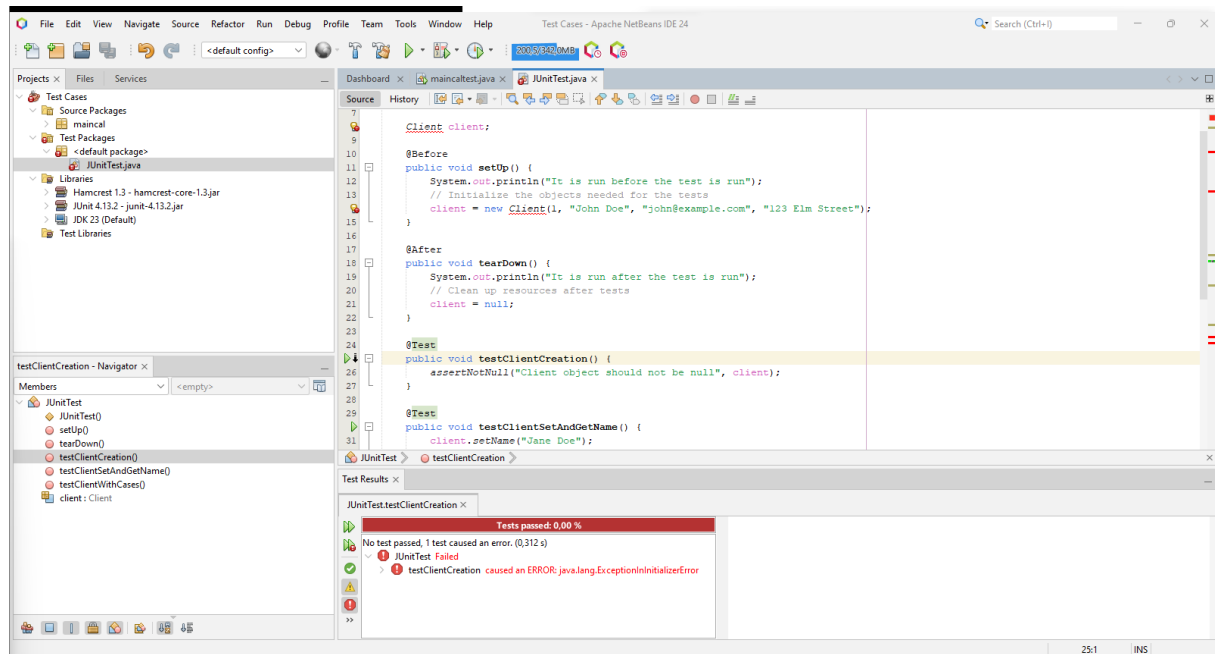 File Edit View Navigate Source Refactor Run Debug Profile Team Tools Window Help
Test Cases - Apache NetBeans IDE 24
Search (Ctrl+I)
<default config>
200,5/342,0MB
Projects
Files
Services
Test Cases
Source Packages
maincal
Test Packages
<default package>
JUnitTest.java
Libraries
Hamcrest 1.3 - hamcrest-core-1.3.jar
JUnit 4.13.2 - junit-4.13.2.jar
JDK 23 (Default)
Test Libraries
Dashboard
maincaltest.java
JUnitTest.java
Source
History
7
Client client;
9
10 @Before
11 public void setUp() {
12 System.out.println("It is run before the test is run");
13 // Initialize the objects needed for the tests
client = new Client(1, "John Doe", "john@example.com", "123 Elm Street");
15 }
16
17 @After
18 public void tearDown() {
19 System.out.println("It is run after the test is run");
20 // Clean up resources after tests
21 client = null;
22 }
23
24 @Test
public void testClientCreation() {
26 assertNotNull("Client object should not be null", client);
27 }
28
29 @Test
public void testClientSetAndGetName() {
31 client.setName("Jane Doe");
JUnitTest
testClientCreation
testClientCreation - Navigator
Members
<empty>
JUnitTest
JUnitTest()
setUp()
tearDown()
testClientCreation()
testClientSetAndGetName()
testClientWithCases()
client : Client
Test Results
JUnitTest.testClientCreation
Tests passed: 0,00 %
No test passed, 1 test caused an error. (0,312 s)
JUnitTest Failed
testClientCreation caused an ERROR: java.lang.ExceptionInInitializerError
25:1
INS